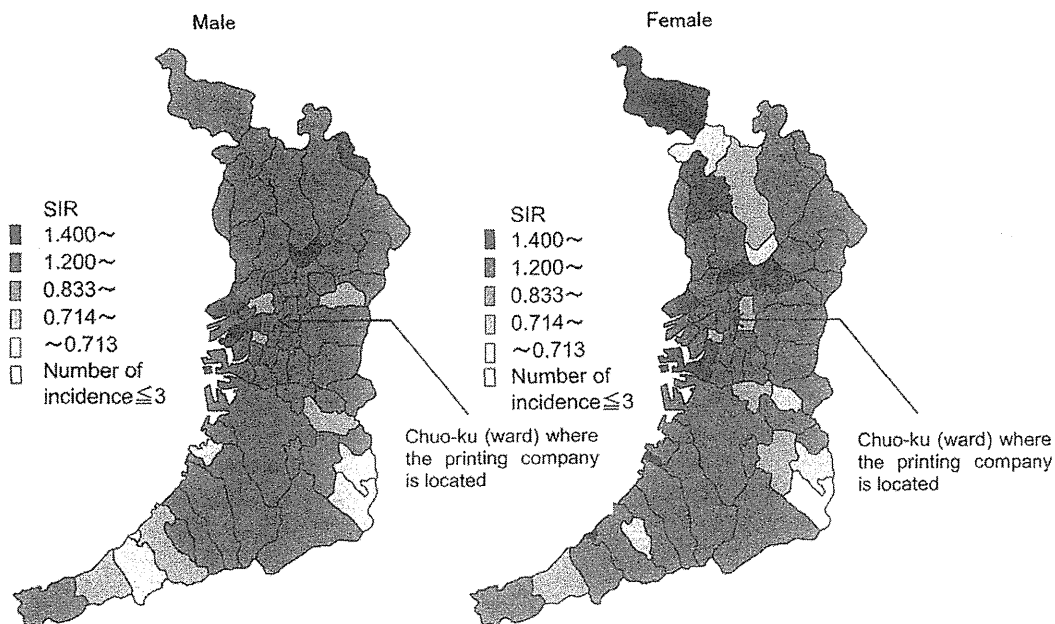 Male
SIR
1.400～
1.200～
0.833～
0.714～
～0.713
Number of
incidence≦3
Chuo-ku (ward) where
the printing company
is located
Female
SIR
1.400～
1.200～
0.833～
0.714～
～0.713
Number of
incidence≦3
Chuo-ku (ward) where
the printing company
is located